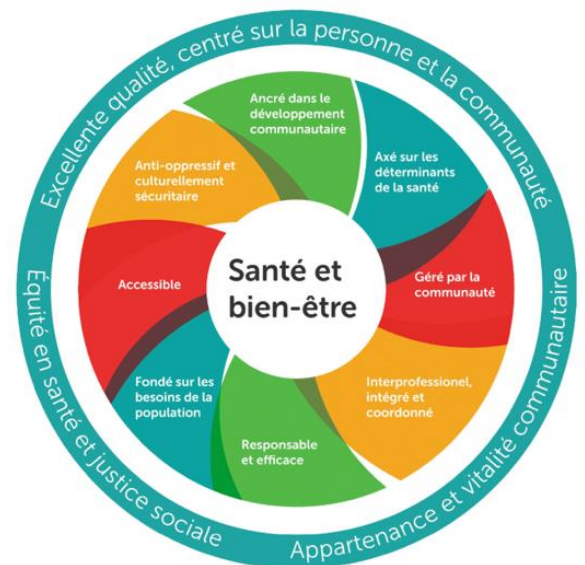 Excellente qualité, centré sur la personne et la communauté
Ancré dans le
développement
communautaire
Axé sur les
déterminants
de la santé
Anti-oppressif et
culturellement
sécuritaire
Accessible
Santé et
bien-être
Géré par la
communauté
Fondé sur les
besoins de la
population
Interprofessionel,
intégré et
coordonné
Responsable
et efficace
Équité en santé et justice sociale
Appartenance et vitalité communautaire